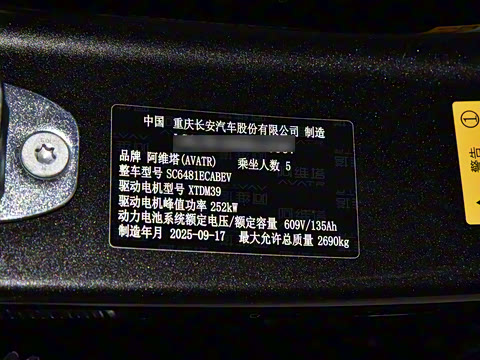 中国 重庆长安汽车股份有限公司 制造
品牌 阿维塔(AVATR) 乘坐人数 5
整车型号 SC6481ECABEV
驱动电机型号 XTDM39
驱动电机峰值功率 252kW
动力电池系统额定电压/额定容量 609V/135Ah
制造年月 2025-09-17 最大允许总质量 2690kg
①
警告